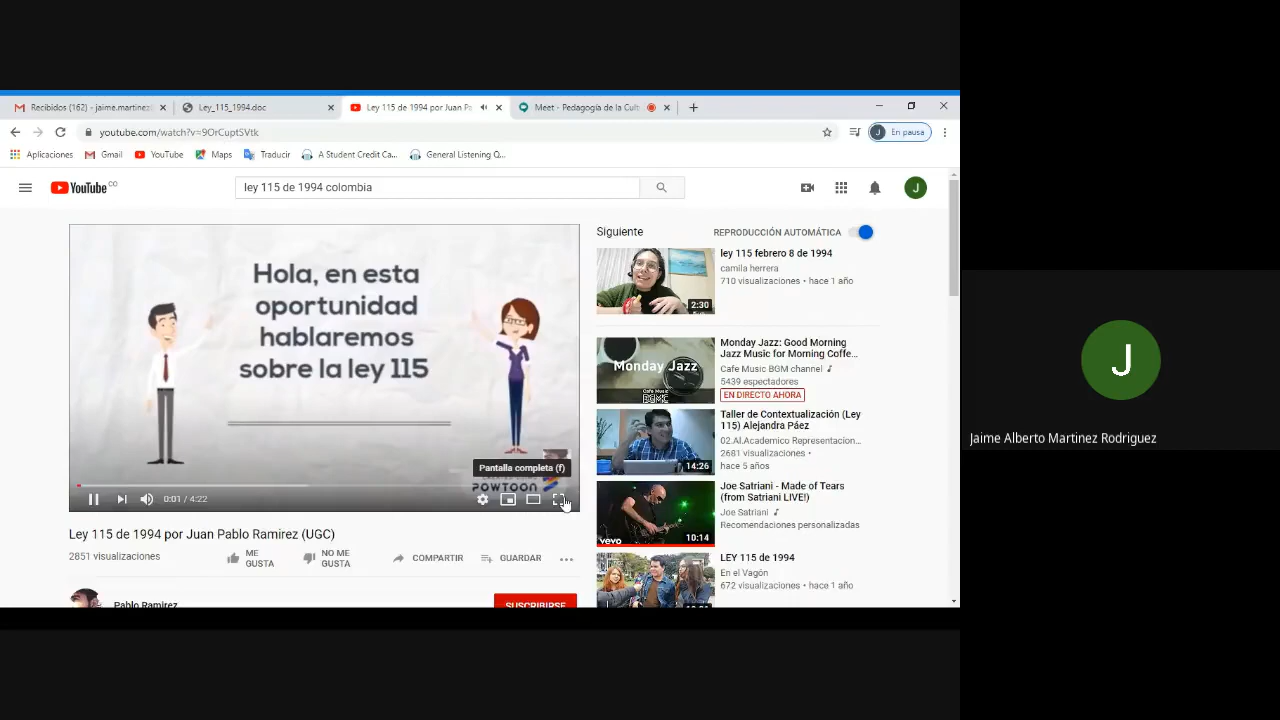 Recibidos (162) - jaime.martinez
Ley_115_1994.doc
Ley 115 de 1994 por Juan Pa
Meet - Pedagogía de la Cult
youtube.com/watch?v=9OrCuptSVtk
J
En pausa
Aplicaciones
Gmail
YouTube
Maps
Traducir
A Student Credit Ca...
General Listening Q...
YouTube CO
ley 115 de 1994 colombia
J
Hola, en esta
oportunidad
hablaremos
sobre la ley 115
Pantalla completa (f)
POWTOON
0:01 / 4:22
Ley 115 de 1994 por Juan Pablo Ramirez (UGC)
2851 visualizaciones
ME
GUSTA
NO ME
GUSTA
COMPARTIR
GUARDAR
Pablo Ramirez
SUSCRIBIRSE
Siguiente
REPRODUCCIÓN AUTOMÁTICA
2:30
ley 115 febrero 8 de 1994
camila herrera
710 visualizaciones • hace 1 año
Monday Jazz
Cafe Music
BGM
Monday Jazz: Good Morning
Jazz Music for Morning Coffe...
Cafe Music BGM channel
5439 espectadores
EN DIRECTO AHORA
14:26
Taller de Contextualización (Ley
115) Alejandra Páez
02.Al.Academico Representacion...
2681 visualizaciones •
hace 5 años
vevo
10:14
Joe Satriani - Made of Tears
(from Satriani LIVE!)
Joe Satriani
Recomendaciones personalizadas
LEY 115 de 1994
En el Vagón
672 visualizaciones • hace 1 año
J
Jaime Alberto Martinez Rodriguez